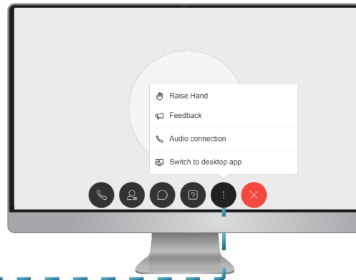 Raise Hand
Feedback
Audio connection
Switch to desktop app